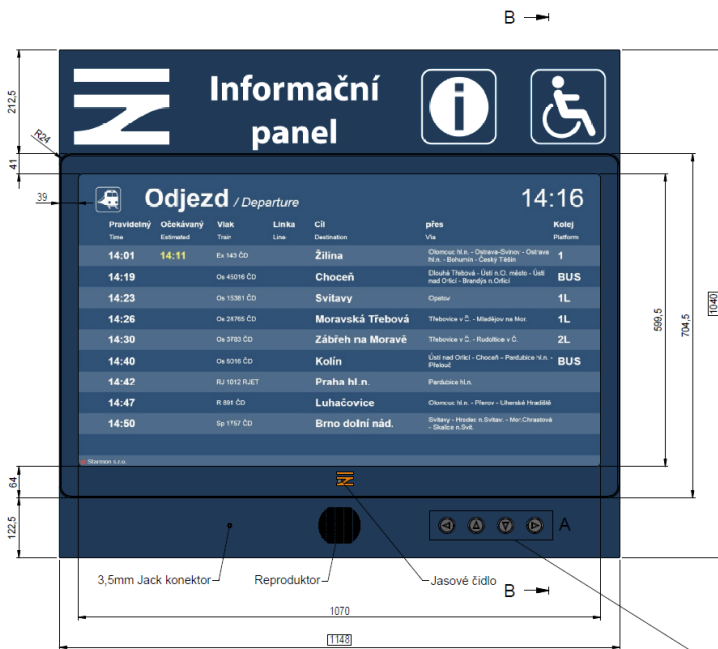 B
212,5
Informační
panel
R24
41
39
Odjezd / Departure 14:16
Pravidelný Očekávaný Vlak Linka Cíl přes Kolej
Time Estimated Train Line Destination Via Platform
14:01 14:11 Ex 143 ČD Žilina Olomouc hl.n. - Ostrava-Svinov - Ostrava hl.n. - Bohumín - Český Těšín 1
14:19 Os 45016 ČD Choceň Dlouhá Třebová - Ústí n.O. město - Ústí nad Orlicí - Brandýs n.Orlicí BUS
14:23 Os 15381 ČD Svitavy Opatov 1L
14:26 Os 24765 ČD Moravská Třebová Třebovice v Č. - Mladějov na Mor. 1L
14:30 Os 3783 ČD Zábřeh na Moravě Třebovice v Č. - Rudoltice v Č. 2L
14:40 Os 5016 ČD Kolín Ústí nad Orlicí - Choceň - Pardubice hl.n. - Přelouč BUS
14:42 RJ 1012 RJET Praha hl.n. Pardubice hl.n.
14:47 R 891 ČD Luhačovice Olomouc hl.n. - Přerov - Uherské Hradiště
14:50 Sp 1757 ČD Brno dolní nád. Svitavy - Hradec n.Svitav. - Mor.Chrastová - Skalice n.Svit.
Starmon s.r.o.
599,5
704,5
1040
64
122,5
A
3,5mm Jack konektor
Reproduktor
Jasové čidlo
B
1070
1148